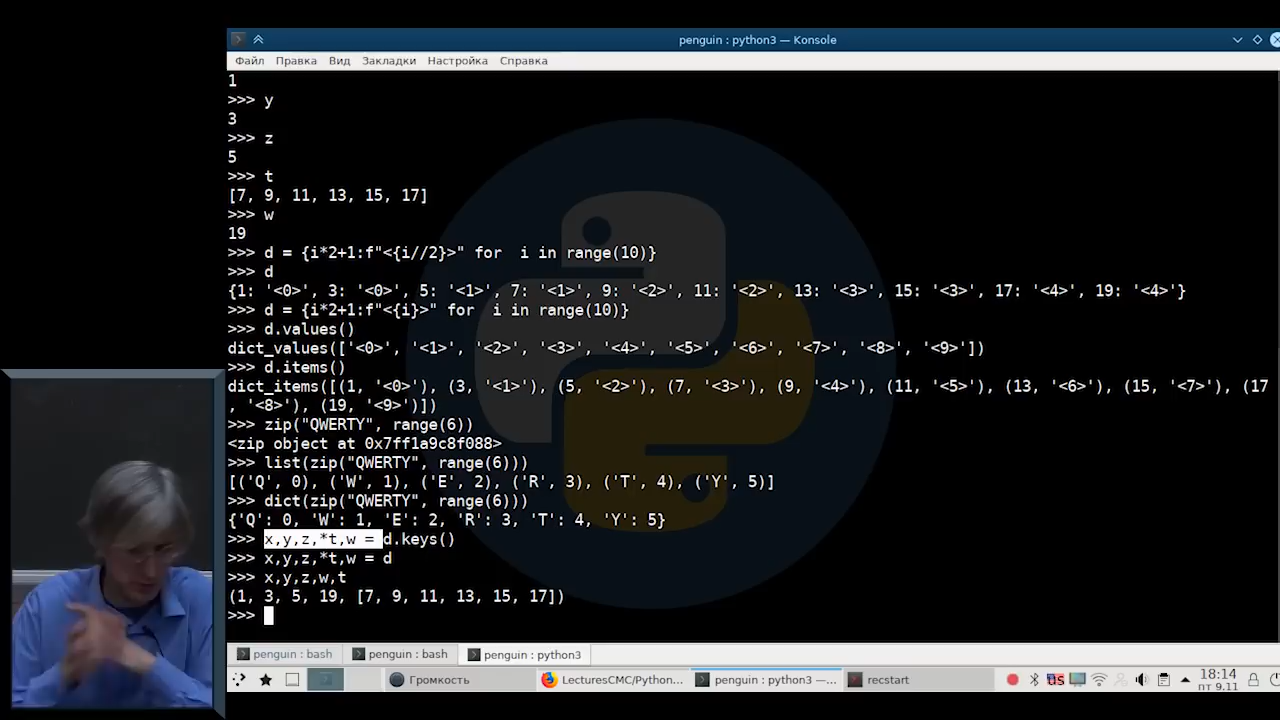 penguin : python3 — Konsole
Файл Правка Вид Закладки Настройка Справка
1
>>> y
3
>>> z
5
>>> t
[7, 9, 11, 13, 15, 17]
>>> w
19
>>> d = {i*2+1:f"<{i//2}>" for  i in range(10)}
>>> d
{1: '<0>', 3: '<0>', 5: '<1>', 7: '<1>', 9: '<2>', 11: '<2>', 13: '<3>', 15: '<3>', 17: '<4>', 19: '<4>'}
>>> d = {i*2+1:f"<{i}>" for  i in range(10)}
>>> d.values()
dict_values(['<0>', '<1>', '<2>', '<3>', '<4>', '<5>', '<6>', '<7>', '<8>', '<9>'])
>>> d.items()
dict_items([(1, '<0>'), (3, '<1>'), (5, '<2>'), (7, '<3>'), (9, '<4>'), (11, '<5>'), (13, '<6>'), (15, '<7>'), (17
, '<8>'), (19, '<9>')])
>>> zip("QWERTY", range(6))
<zip object at 0x7ff1a9c8f088>
>>> list(zip("QWERTY", range(6)))
[('Q', 0), ('W', 1), ('E', 2), ('R', 3), ('T', 4), ('Y', 5)]
>>> dict(zip("QWERTY", range(6)))
{'Q': 0, 'W': 1, 'E': 2, 'R': 3, 'T': 4, 'Y': 5}
>>> x,y,z,*t,w = d.keys()
>>> x,y,z,*t,w = d
>>> x,y,z,w,t
(1, 3, 5, 19, [7, 9, 11, 13, 15, 17])
>>>
penguin : bash penguin : bash penguin : python3
Громкость LecturesCMC/Python... penguin : python3 —... recstart us 18:14
пт 9.11